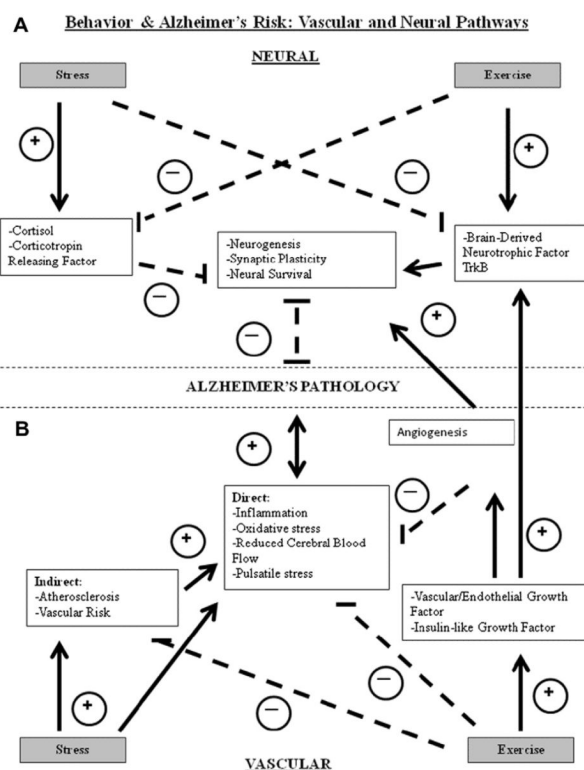 A
Behavior & Alzheimer's Risk: Vascular and Neural Pathways
NEURAL
Stress
Exercise
+
+
−
−
-Cortisol
-Corticotropin
Releasing Factor
-Neurogenesis
-Synaptic Plasticity
-Neural Survival
-Brain-Derived
Neurotrophic Factor
TrkB
−
−
+
ALZHEIMER'S PATHOLOGY
B
Angiogenesis
+
−
Direct:
-Inflammation
-Oxidative stress
-Reduced Cerebral Blood
Flow
-Pulsatile stress
+
+
Indirect:
-Atherosclerosis
-Vascular Risk
-Vascular/Endothelial Growth
Factor
-Insulin-like Growth Factor
+
−
−
+
Stress
Exercise
VASCULAR